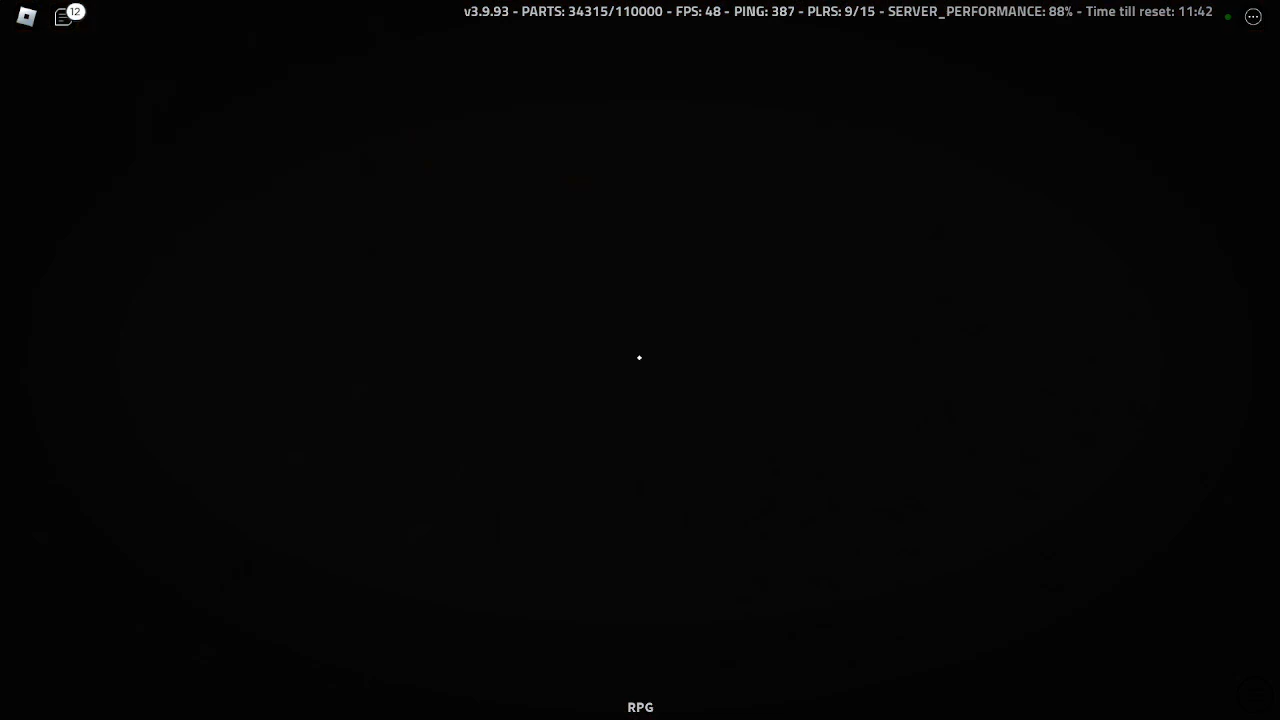 12
v3.9.93 - PARTS: 34315/110000 - FPS: 48 - PING: 387 - PLRS: 9/15 - SERVER_PERFORMANCE: 88% - Time till reset: 11:42
RPG